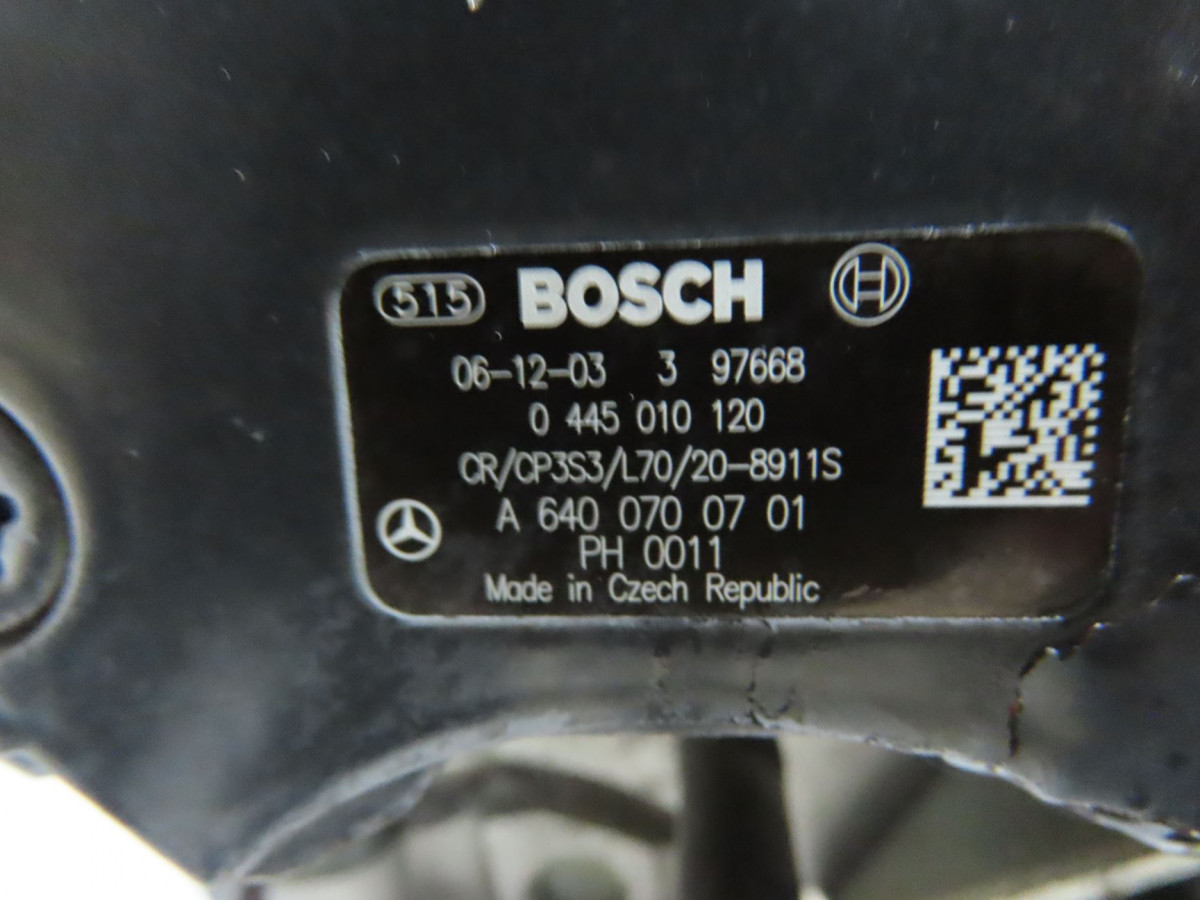 515 BOSCH
06-12-03 3 97668
0 445 010 120
CR/CP3S3/L70/20-8911S
A 640 070 07 01
PH 0011
Made in Czech Republic